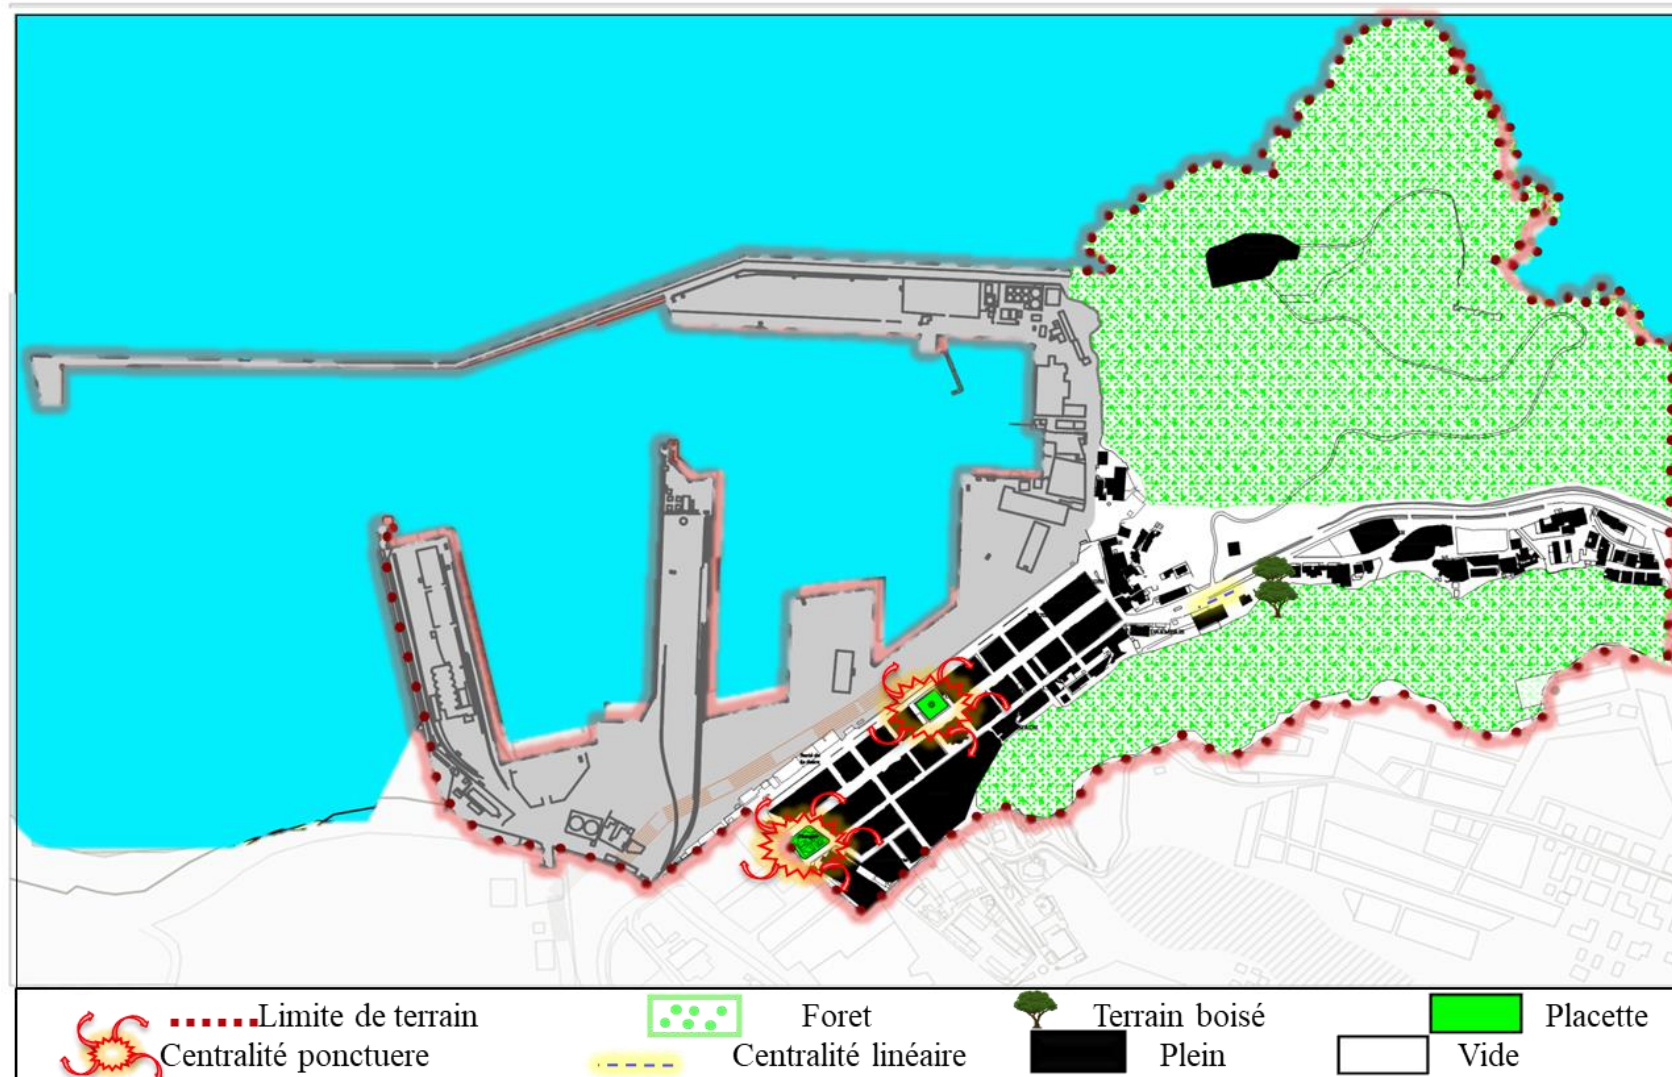 Limite de terrain
Foret
Terrain boisé
Placette
Centralité ponctuere
Centralité linéaire
Plein
Vide